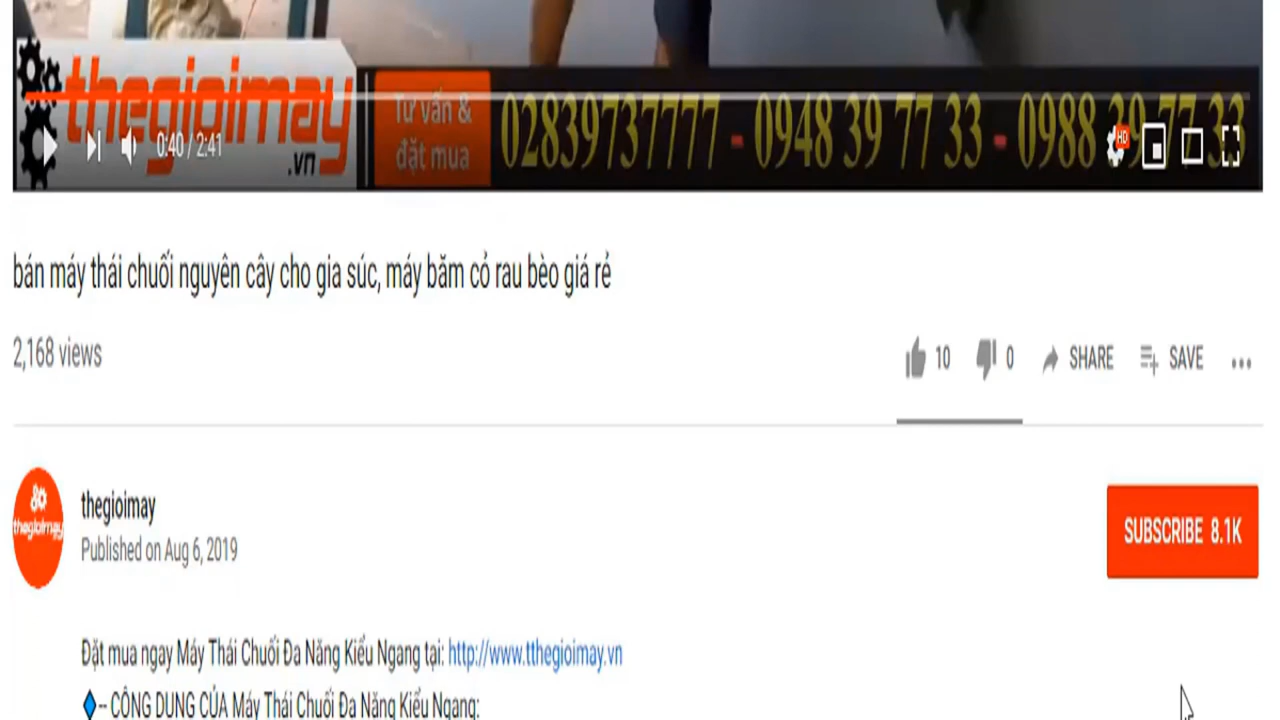 thegioimay
.vn
Tư vấn &
đặt mua
02839737777 - 0948 39 77 33 - 0988 39 77 33
0:40 / 2:41
HD
bán máy thái chuối nguyên cây cho gia súc, máy băm cỏ rau bèo giá rẻ
2,168 views
10 0 SHARE SAVE
thegioimay
thegioimay
Published on Aug 6, 2019
SUBSCRIBE 8.1K
Đặt mua ngay Máy Thái Chuối Đa Năng Kiểu Ngang tại: http://www.tthegioimay.vn
-- CÔNG DỤNG CỦA Máy Thái Chuối Đa Năng Kiểu Ngang: